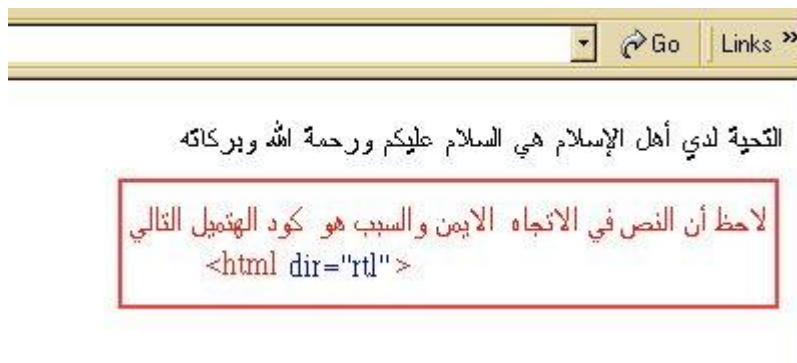 Go Links »
التحية لدي أهل الإسلام هي السلام عليكم ورحمة الله وبركاته
لاحظ أن النص في الاتجاه الايمن والسبب هو كود الهتميل التالي
<html dir="rtl">